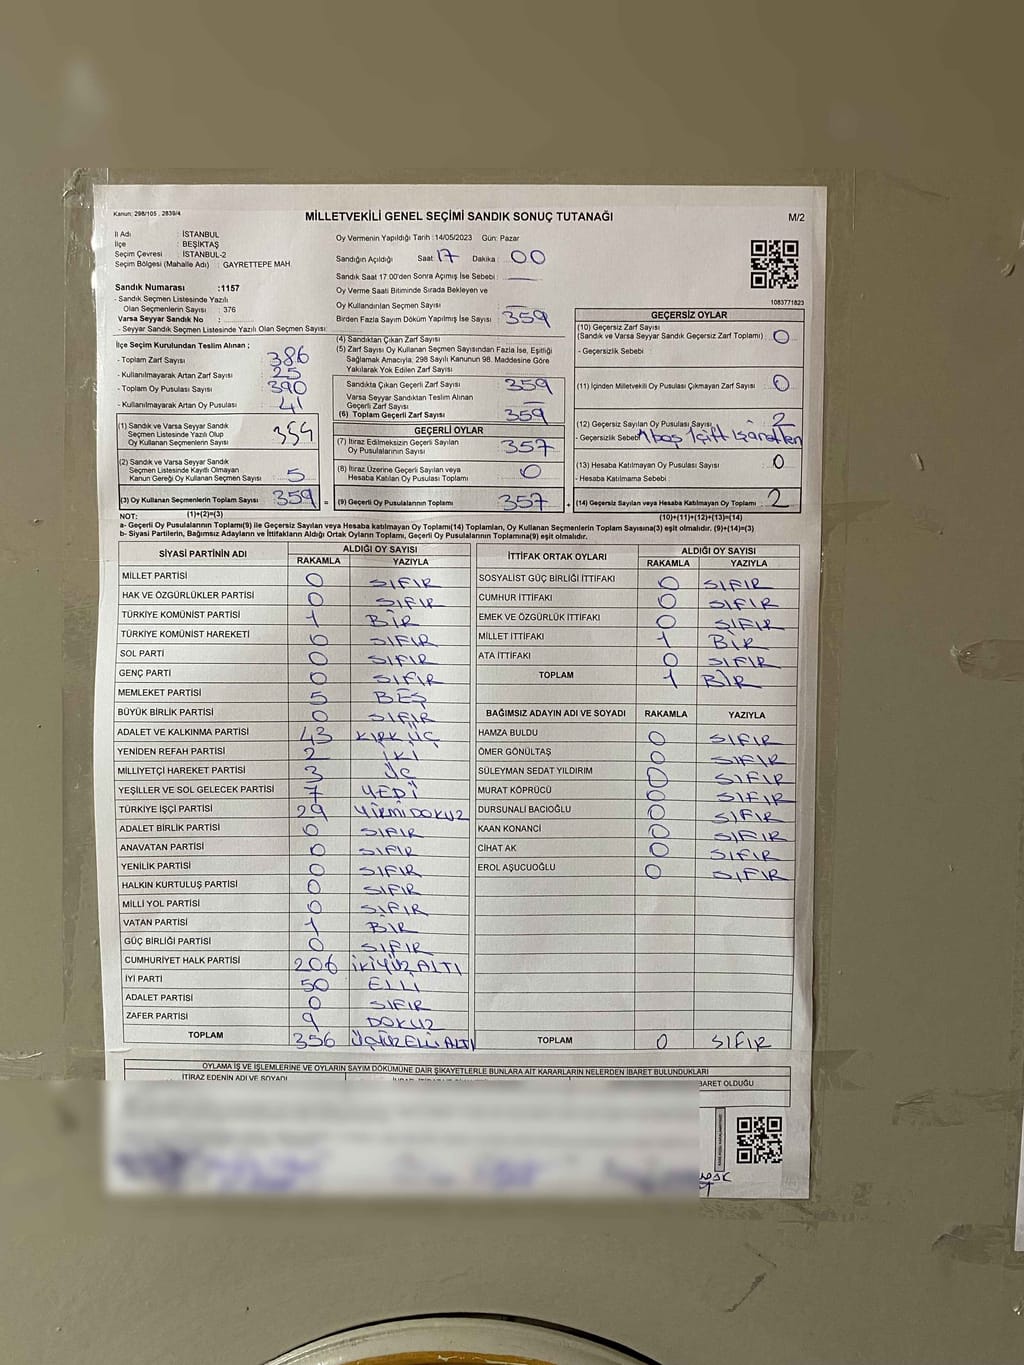 Kanun: 298/105 , 2839/4
MİLLETVEKİLİ GENEL SEÇİMİ SANDIK SONUÇ TUTANAĞI
M/2
İl Adı : İSTANBUL
İlçe : BEŞİKTAŞ
Seçim Çevresi : İSTANBUL-2
Seçim Bölgesi (Mahalle Adı) : GAYRETTEPE MAH.
Sandık Numarası :1157
- Sandık Seçmen Listesinde Yazılı
Olan Seçmenlerin Sayısı : 376
Varsa Seyyar Sandık No :
- Seyyar Sandık Seçmen Listesinde Yazılı Olan Seçmen Sayısı:
Oy Vermenin Yapıldığı Tarih :14/05/2023 Gün: Pazar
Sandığın Açıldığı Saat 17 Dakika : 00
Sandık Saat 17:00'den Sonra Açılmış İse Sebebi :
Oy Verme Saati Bitiminde Sırada Bekleyen ve
Oy Kullandırılan Seçmen Sayısı
Birden Fazla Sayım Döküm Yapılmış İse Sayısı : 359
1083771823
İlçe Seçim Kurulundan Teslim Alınan ;
- Toplam Zarf Sayısı : 386
- Kullanılmayarak Artan Zarf Sayısı : 25
- Toplam Oy Pusulası Sayısı : 390
- Kullanılmayarak Artan Oy Pusulası : 41
(1) Sandık ve Varsa Seyyar Sandık
Seçmen Listesinde Yazılı Olup
Oy Kullanan Seçmenlerin Sayısı : 354
(2) Sandık ve Varsa Seyyar Sandık
Seçmen Listesinde Kayıtlı Olmayan
Kanun Gereği Oy Kullanan Seçmen Sayısı : 5
(3) Oy Kullanan Seçmenlerin Toplam Sayısı : 359 =
(1)+(2)=(3)
(4) Sandıktan Çıkan Zarf Sayısı
(5) Zarf Sayısı Oy Kullanan Seçmen Sayısından Fazla İse, Eşitliği
Sağlamak Amacıyla, 298 Sayılı Kanunun 98. Maddesine Göre
Yakılarak Yok Edilen Zarf Sayısı
Sandıkta Çıkan Geçerli Zarf Sayısı : 359
Varsa Seyyar Sandıktan Teslim Alınan
Geçerli Zarf Sayısı
(6) Toplam Geçerli Zarf Sayısı : 359
GEÇERLİ OYLAR
(7) İtiraz Edilmeksizin Geçerli Sayılan
Oy Pusulalarının Sayısı : 357
(8) İtiraz Üzerine Geçerli Sayılan veya
Hesaba Katılan Oy Pusulası Toplamı : 0
(9) Geçerli Oy Pusulalarının Toplamı : 357 +
GEÇERSİZ OYLAR
(10) Geçersiz Zarf Sayısı
(Sandık ve Varsa Seyyar Sandık Geçersiz Zarf Toplamı) : 0
- Geçersizlik Sebebi :
(11) İçinden Milletvekili Oy Pusulası Çıkmayan Zarf Sayısı : 0
(12) Geçersiz Sayılan Oy Pusulası Sayısı : 2
- Geçersizlik Sebebi : 1 boş 1 çift işaretlen
(13) Hesaba Katılmayan Oy Pusulası Sayısı : 0
- Hesaba Katılmama Sebebi :
(14) Geçersiz Sayılan veya Hesaba Katılmayan Oy Toplamı : 2
(10)+(11)+(12)+(13)=(14)
NOT:
a- Geçerli Oy Pusulalarının Toplamı(9) ile Geçersiz Sayılan veya Hesaba katılmayan Oy Toplamı(14) Toplamları, Oy Kullanan Seçmenlerin Toplam Sayısına(3) eşit olmalıdır. (9)+(14)=(3)
b- Siyasi Partilerin, Bağımsız Adayların ve İttifakların Aldığı Oyların Toplamı, Geçerli Oy Pusulalarının Toplamına(9) eşit olmalıdır.
SİYASİ PARTİNİN ADI ALDIĞI OY SAYISI
RAKAMLA YAZIYLA
MİLLET PARTİSİ 0 SIFIR
HAK VE ÖZGÜRLÜKLER PARTİSİ 0 SIFIR
TÜRKİYE KOMÜNİST PARTİSİ 1 BİR
TÜRKİYE KOMÜNİST HAREKETİ 0 SIFIR
SOL PARTİ 0 SIFIR
GENÇ PARTİ 0 SIFIR
MEMLEKET PARTİSİ 5 BEŞ
BÜYÜK BİRLİK PARTİSİ 0 SIFIR
ADALET VE KALKINMA PARTİSİ 43 KIRK ÜÇ
YENİDEN REFAH PARTİSİ 2 İKİ
MİLLİYETÇİ HAREKET PARTİSİ 3 ÜÇ
YEŞİLLER VE SOL GELECEK PARTİSİ 7 YEDİ
TÜRKİYE İŞÇİ PARTİSİ 29 YİRMİDOKUZ
ADALET BİRLİK PARTİSİ 0 SIFIR
ANAVATAN PARTİSİ 0 SIFIR
YENİLİK PARTİSİ 0 SIFIR
HALKIN KURTULUŞ PARTİSİ 0 SIFIR
MİLLİ YOL PARTİSİ 0 SIFIR
VATAN PARTİSİ 1 BİR
GÜÇ BİRLİĞİ PARTİSİ 0 SIFIR
CUMHURİYET HALK PARTİSİ 206 İKİYÜZ ALTI
İYİ PARTİ 50 ELLİ
ADALET PARTİSİ 0 SIFIR
ZAFER PARTİSİ 9 DOKUZ
TOPLAM 356 ÜÇYÜZ ELLİ ALTI
İTTİFAK ORTAK OYLARI ALDIĞI OY SAYISI
RAKAMLA YAZIYLA
SOSYALİST GÜÇ BİRLİĞİ İTTİFAKI 0 SIFIR
CUMHUR İTTİFAKI 0 SIFIR
EMEK VE ÖZGÜRLÜK İTTİFAKI 0 SIFIR
MİLLET İTTİFAKI 1 BİR
ATA İTTİFAKI 0 SIFIR
TOPLAM 1 BİR
BAĞIMSIZ ADAYIN ADI VE SOYADI RAKAMLA YAZIYLA
HAMZA BULDU 0 SIFIR
ÖMER GÖNÜLTAŞ 0 SIFIR
SÜLEYMAN SEDAT YILDIRIM 0 SIFIR
MURAT KÖPRÜCÜ 0 SIFIR
DURSUNALİ BACIOĞLU 0 SIFIR
KAAN KONANCİ 0 SIFIR
CİHAT AK 0 SIFIR
EROL AŞUCUOĞLU 0 SIFIR
TOPLAM 0 SIFIR
OYLAMA İŞ VE İŞLEMLERİNE VE OYLARIN SAYIM DÖKÜMÜNE DAİR ŞİKAYETLERLE BUNLARA AİT KARARLARIN NELERDEN İBARET BULUNDUKLARI
İTİRAZ EDENİN ADI VE SOYADI
BARET OLDUĞU